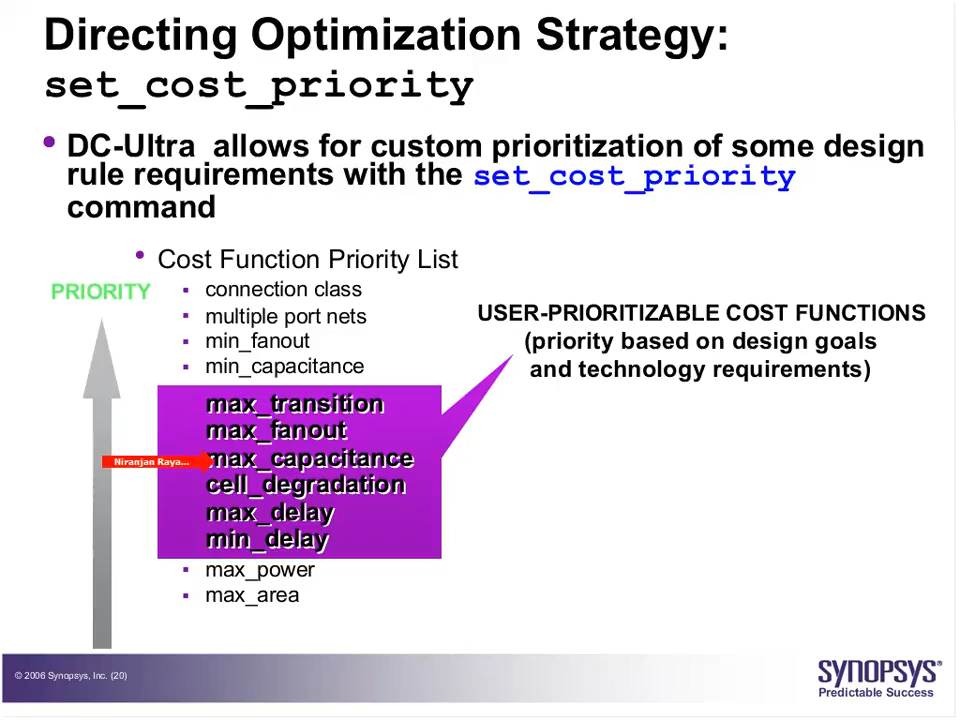 Directing Optimization Strategy:
set_cost_priority
• DC-Ultra allows for custom prioritization of some design
rule requirements with the set_cost_priority
command
• Cost Function Priority List
PRIORITY
▪ connection class
▪ multiple port nets
▪ min_fanout
▪ min_capacitance
USER-PRIORITIZABLE COST FUNCTIONS
(priority based on design goals
and technology requirements)
max_transition
max_fanout
Niranjan Raya...
max_capacitance
cell_degradation
max_delay
min_delay
▪ max_power
▪ max_area
© 2006 Synopsys, Inc. (20)
SYNOPSYS®
Predictable Success